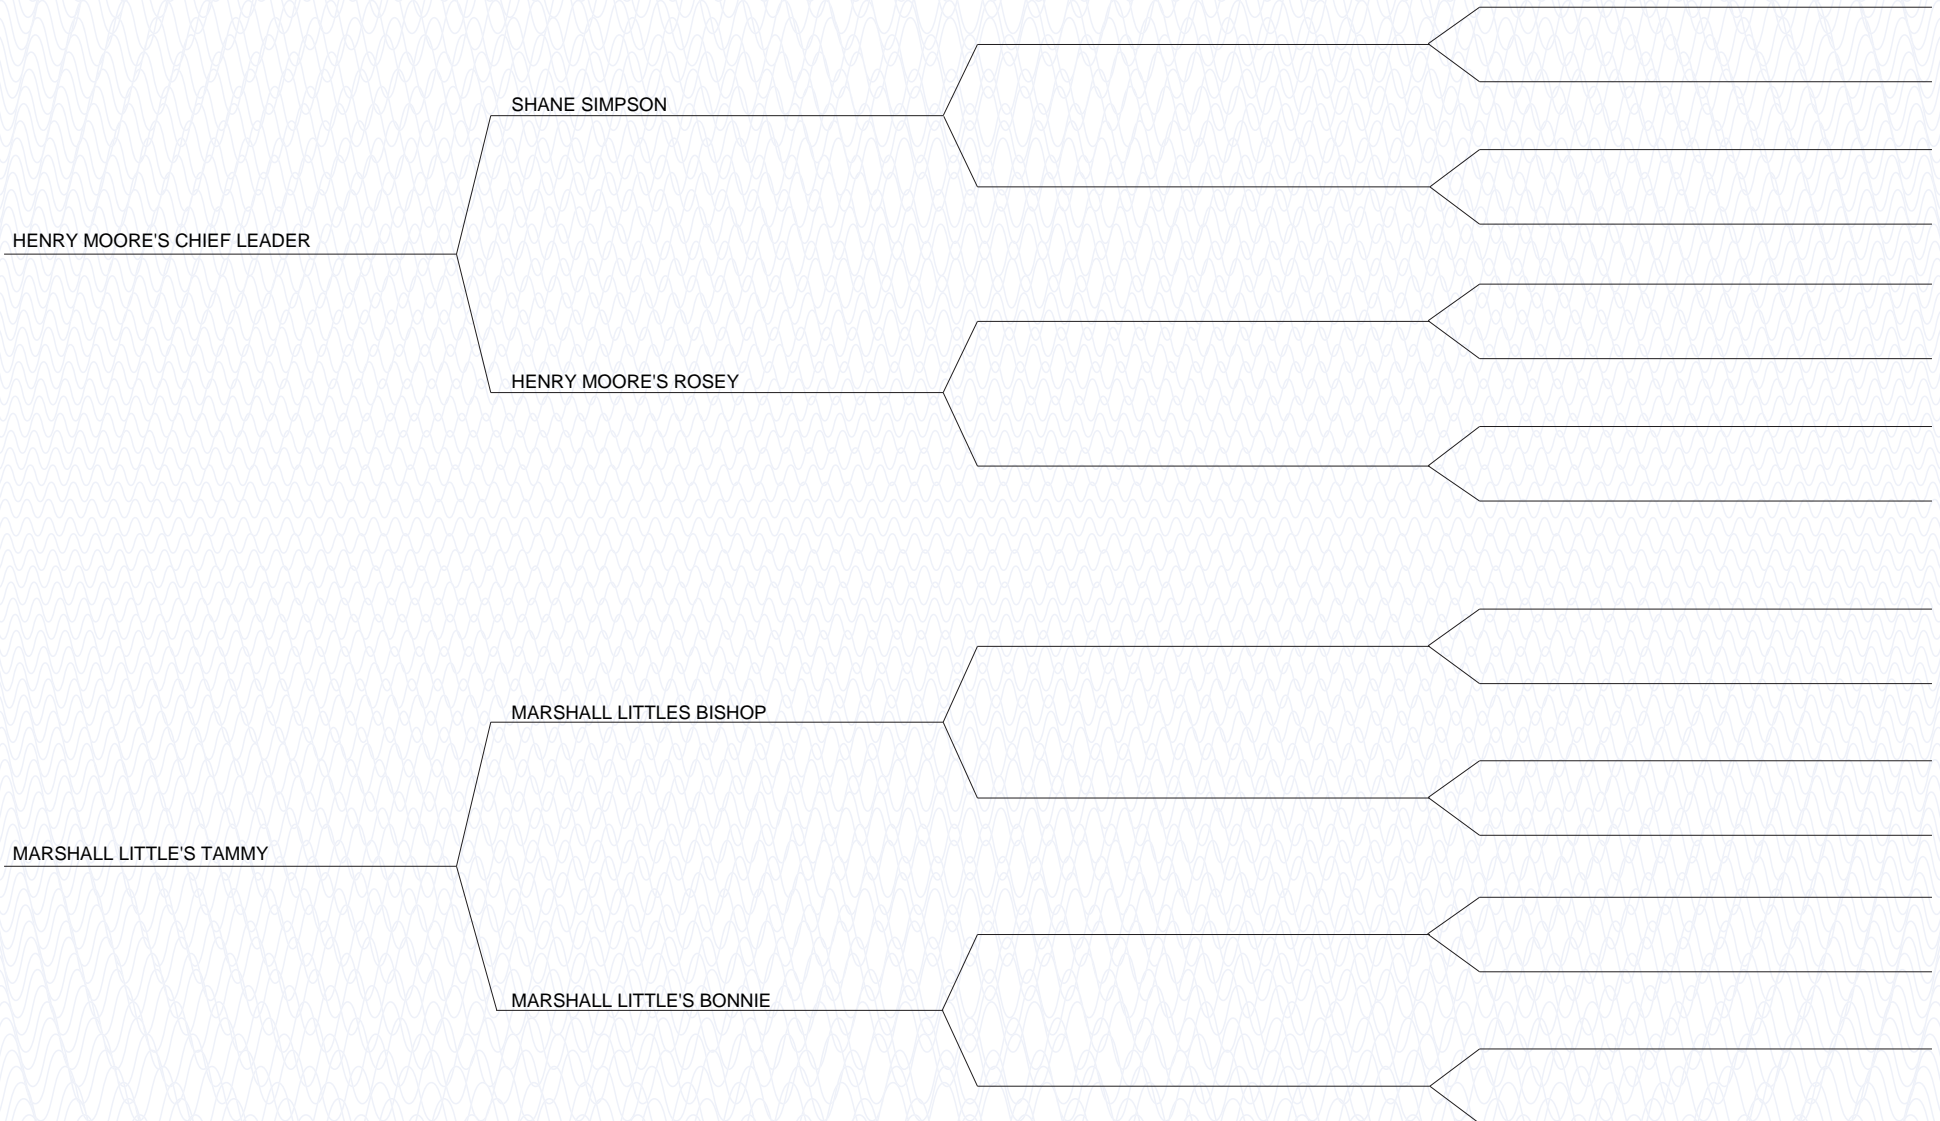 SHANE SIMPSON
HENRY MOORE'S CHIEF LEADER
HENRY MOORE'S ROSEY
MARSHALL LITTLES BISHOP
MARSHALL LITTLE'S TAMMY
MARSHALL LITTLE'S BONNIE